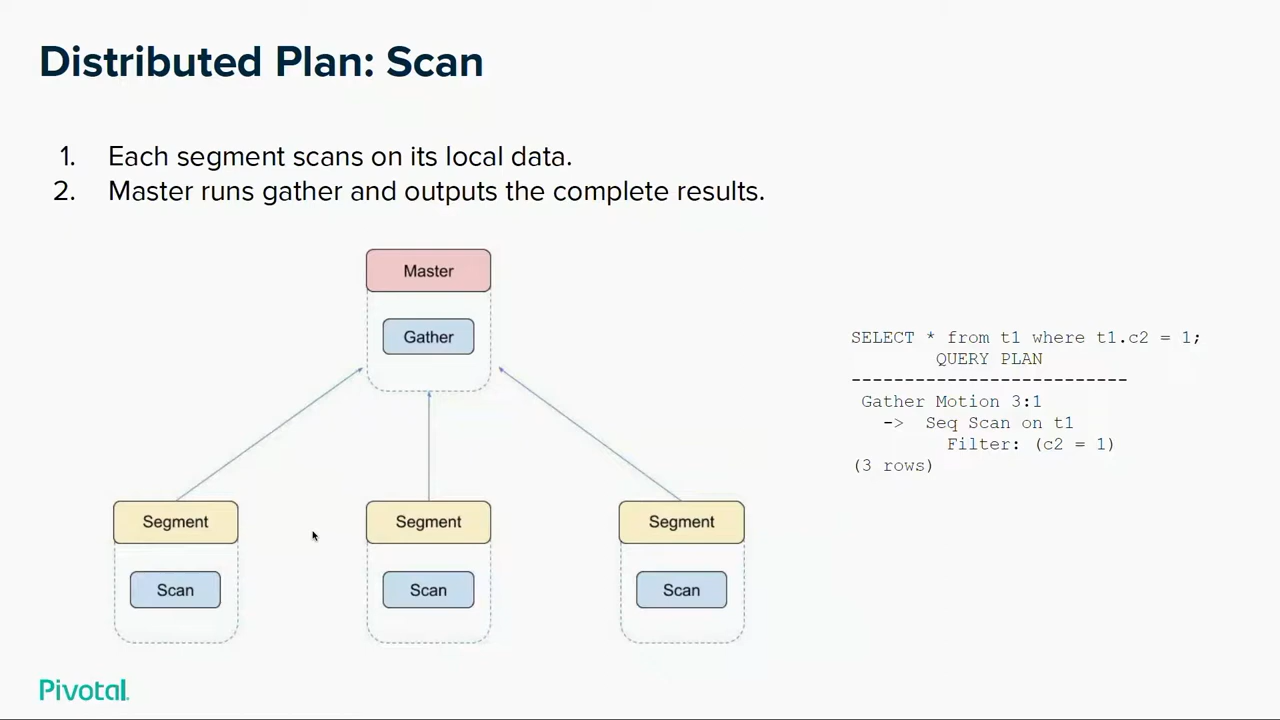 Distributed Plan: Scan
1. Each segment scans on its local data.
2. Master runs gather and outputs the complete results.
Master
Gather
SELECT * from t1 where t1.c2 = 1;
QUERY PLAN
--------------------------
Gather Motion 3:1
-> Seq Scan on t1
Filter: (c2 = 1)
(3 rows)
Segment
Segment
Segment
Scan
Scan
Scan
Pivotal.